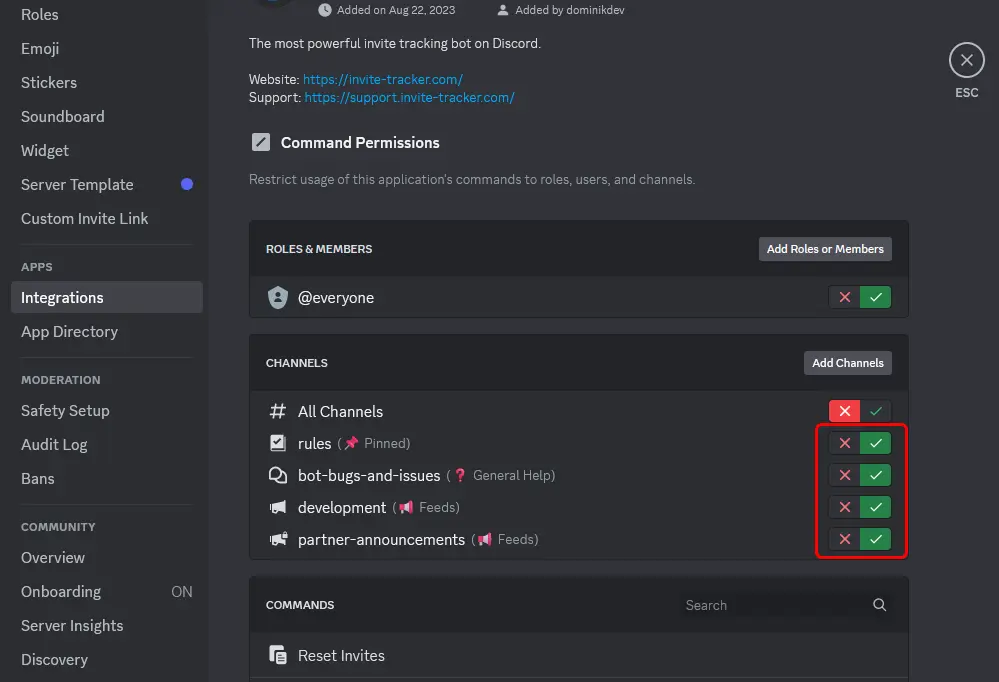 Roles
Emoji
Stickers
Soundboard
Widget
Server Template
Custom Invite Link
APPS
Integrations
App Directory
MODERATION
Safety Setup
Audit Log
Bans
COMMUNITY
Overview
Onboarding ON
Server Insights
Discovery
Added on Aug 22, 2023 Added by dominikdev
The most powerful invite tracking bot on Discord.
Website: https://invite-tracker.com/
Support: https://support.invite-tracker.com/
Command Permissions
Restrict usage of this application's commands to roles, users, and channels.
ROLES & MEMBERS Add Roles or Members
@everyone
CHANNELS Add Channels
All Channels
rules (📌 Pinned)
bot-bugs-and-issues (❓ General Help)
development (📢 Feeds)
partner-announcements (📢 Feeds)
COMMANDS Search
Reset Invites
ESC